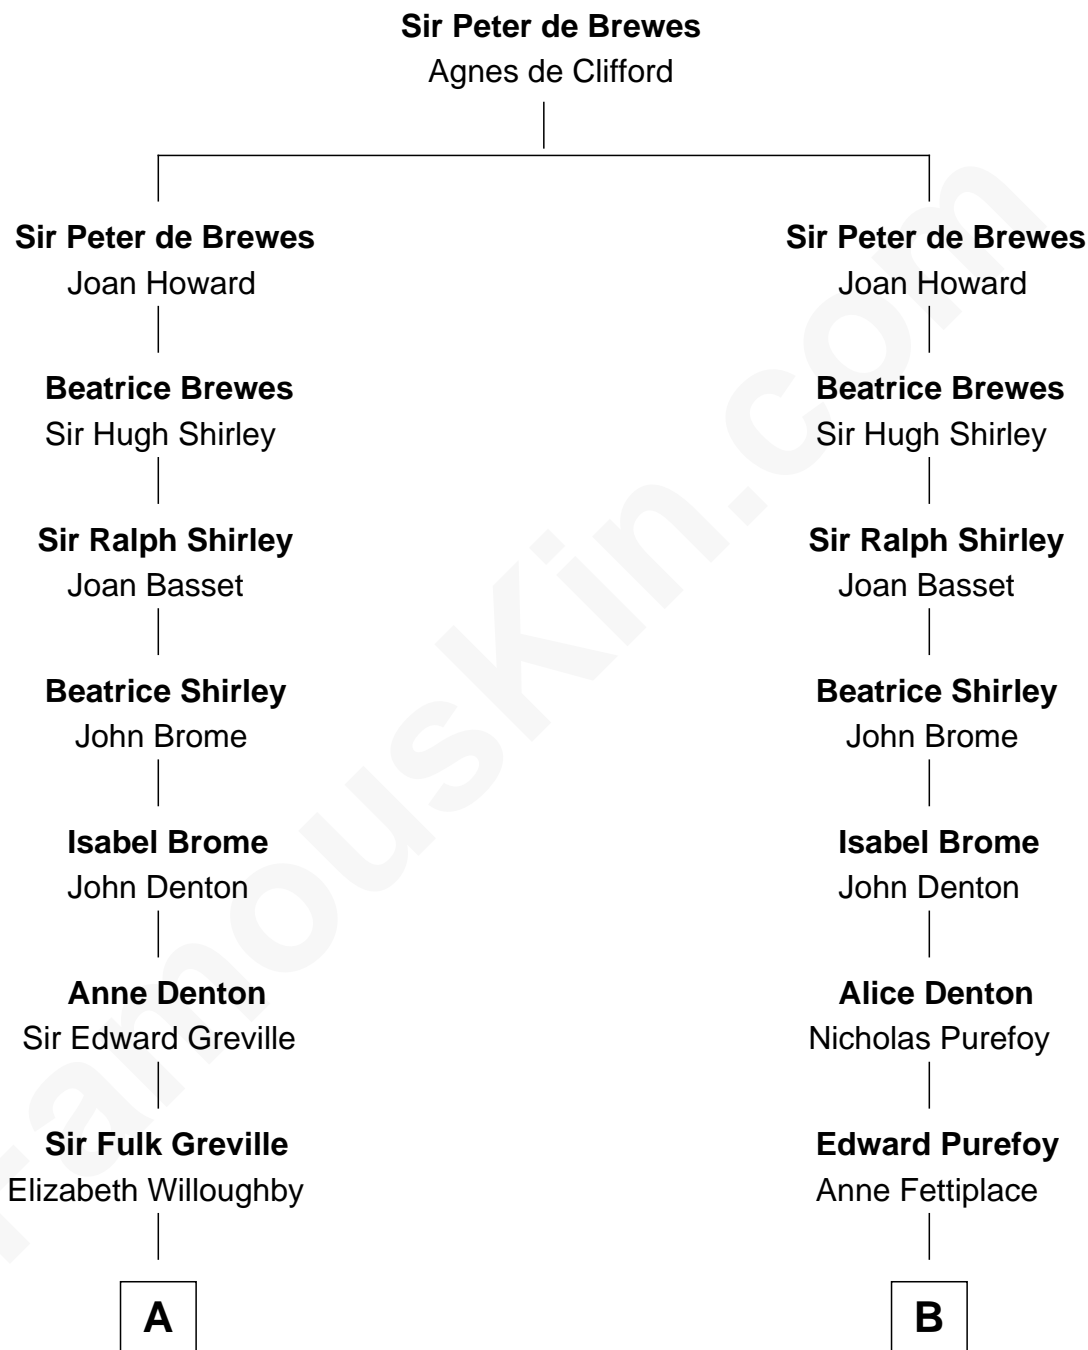 Sir Peter de Brewes
Agnes de Clifford
Sir Peter de Brewes
Joan Howard
Sir Peter de Brewes
Joan Howard
Beatrice Brewes
Sir Hugh Shirley
Beatrice Brewes
Sir Hugh Shirley
Sir Ralph Shirley
Joan Basset
Sir Ralph Shirley
Joan Basset
Beatrice Shirley
John Brome
Beatrice Shirley
John Brome
Isabel Brome
John Denton
Isabel Brome
John Denton
Anne Denton
Sir Edward Greville
Alice Denton
Nicholas Purefoy
Sir Fulk Greville
Elizabeth Willoughby
Edward Purefoy
Anne Fettiplace
A
B
FamousKin.com